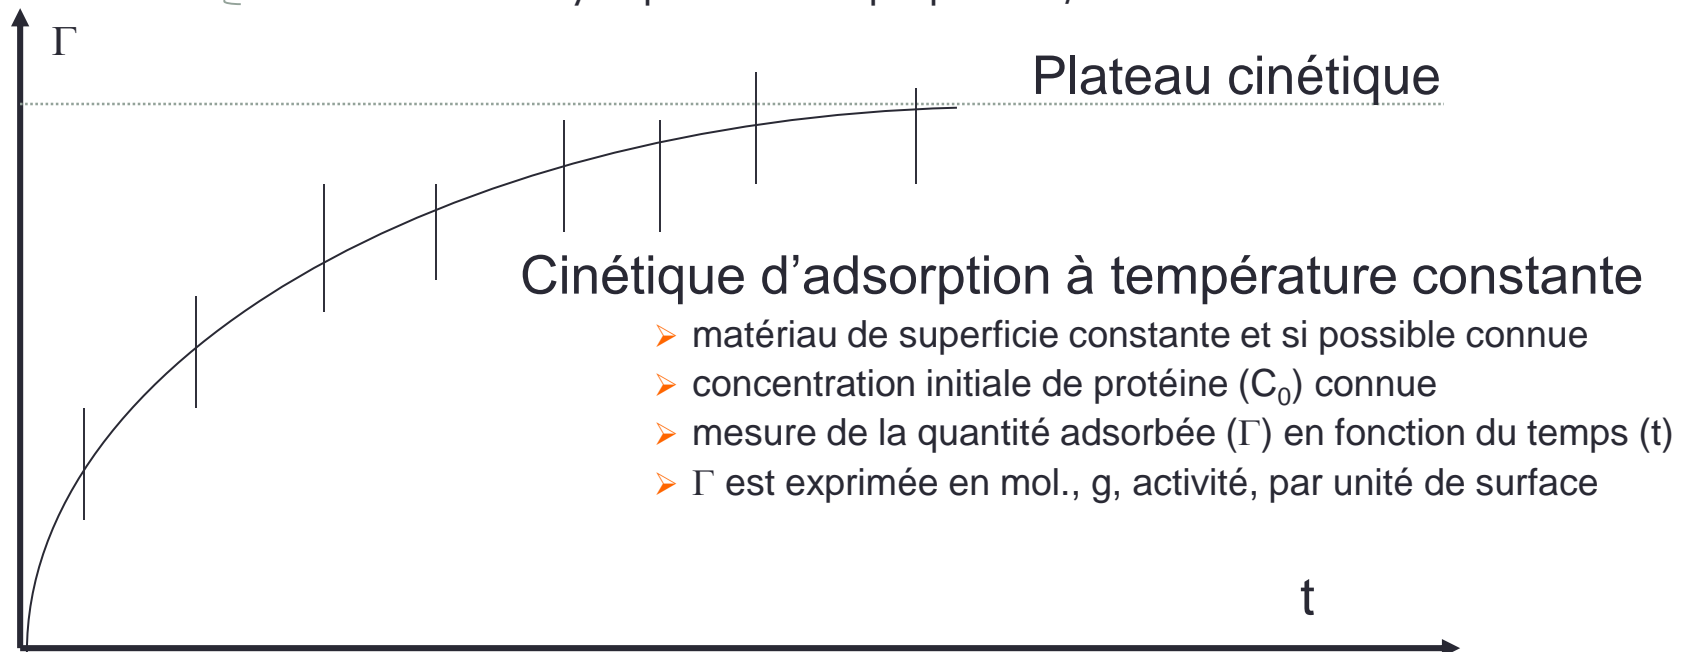 Γ
Plateau cinétique
Cinétique d’adsorption à température constante
➢ matériau de superficie constante et si possible connue
➢ concentration initiale de protéine (C₀) connue
➢ mesure de la quantité adsorbée (Γ) en fonction du temps (t)
➢ Γ est exprimée en mol., g, activité, par unité de surface
t